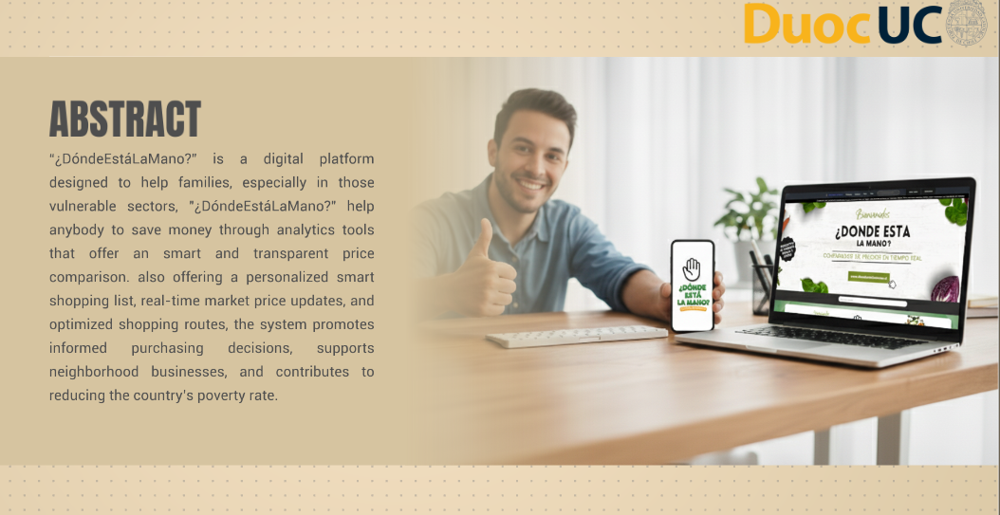 Duoc UC
ABSTRACT
“¿DóndeEstáLaMano?” is a digital platform
designed to help families, especially in those
vulnerable sectors, "¿DóndeEstáLaMano?" help
anybody to save money through analytics tools
that offer an smart and transparent price
comparison. also offering a personalized smart
shopping list, real-time market price updates, and
optimized shopping routes, the system promotes
informed purchasing decisions, supports
neighborhood businesses, and contributes to
reducing the country's poverty rate.
¿DÓNDE
ESTÁ
LA MANO?
Bienvenidos
¿DONDE ESTA
LA MANO?
COMPARADOR DE PRECIOS EN TIEMPO REAL